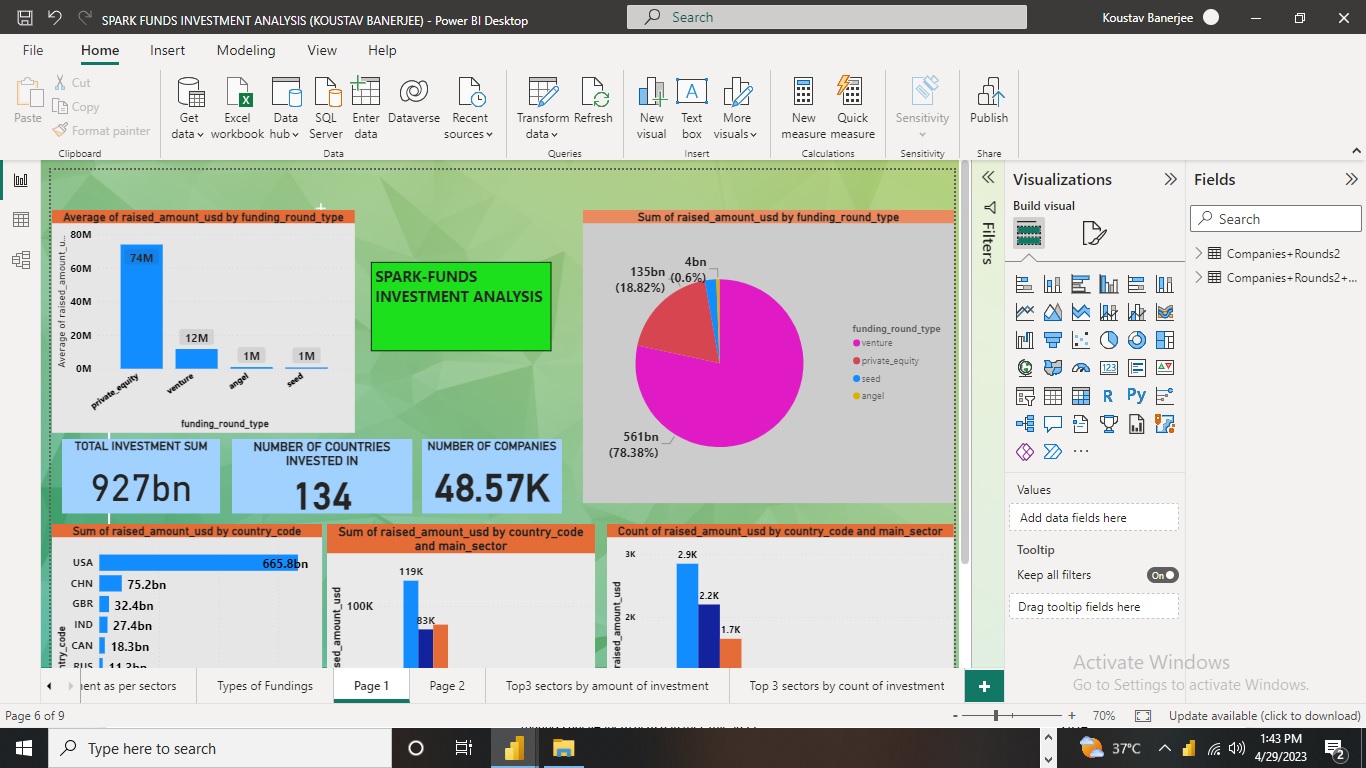 SPARK FUNDS INVESTMENT ANALYSIS (KOUSTAV BANERJEE) - Power BI Desktop
Search
Koustav Banerjee
File
Home
Insert
Modeling
View
Help
Paste
Cut
Copy
Format painter
Get data
Excel workbook
Data hub
SQL Server
Enter data
Dataverse
Recent sources
Transform data
Refresh
New visual
Text box
More visuals
New measure
Quick measure
Sensitivity
Publish
Clipboard
Data
Queries
Insert
Calculations
Sensitivity
Share
Average of raised_amount_usd by funding_round_type
Average of raised_amount_u...
80M
60M
40M
20M
0M
74M
12M
1M
1M
private_equity
venture
angel
seed
funding_round_type
SPARK-FUNDS
INVESTMENT ANALYSIS
Sum of raised_amount_usd by funding_round_type
4bn
(0.6%)
135bn
(18.82%)
561bn
(78.38%)
funding_round_type
venture
private_equity
seed
angel
TOTAL INVESTMENT SUM
927bn
NUMBER OF COUNTRIES
INVESTED IN
134
NUMBER OF COMPANIES
48.57K
Sum of raised_amount_usd by country_code
USA
665.8bn
CHN
75.2bn
GBR
32.4bn
IND
27.4bn
CAN
18.3bn
RUS
11.3bn
Sum of raised_amount_usd by country_code
and main_sector
100K
119K
83K
Count of raised_amount_usd by country_code and main_sector
3K
2K
2.9K
2.2K
1.7K
Filters
Visualizations
Build visual
123
R
Py
...
Values
Add data fields here
Tooltip
Keep all filters
On
Drag tooltip fields here
Fields
Search
Companies+Rounds2
Companies+Rounds2+...
Activate Windows
Go to Settings to activate Windows.
ent as per sectors
Types of Fundings
Page 1
Page 2
Top3 sectors by amount of investment
Top 3 sectors by count of investment
+
Page 6 of 9
-
+
70%
Update available (click to download)
Type here to search
37°C
1:43 PM
4/29/2023
2